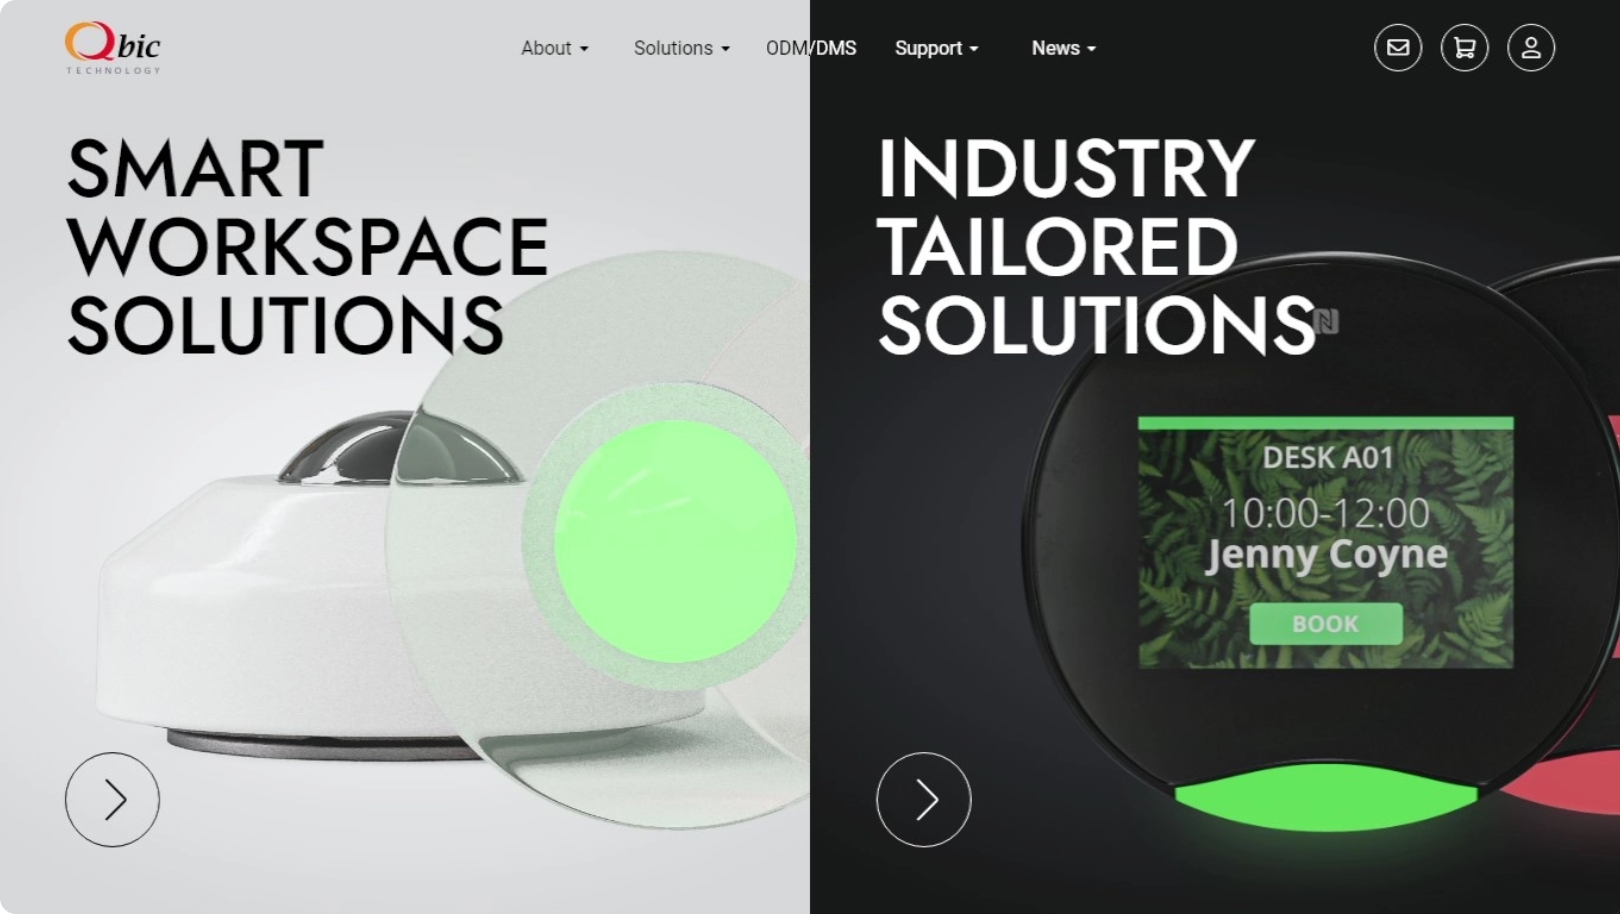 Qbic
TECHNOLOGY
About
Solutions
ODM/DMS
Support
News
SMART
WORKSPACE
SOLUTIONS
INDUSTRY
TAILORED
SOLUTIONS
DESK A01
10:00-12:00
Jenny Coyne
BOOK